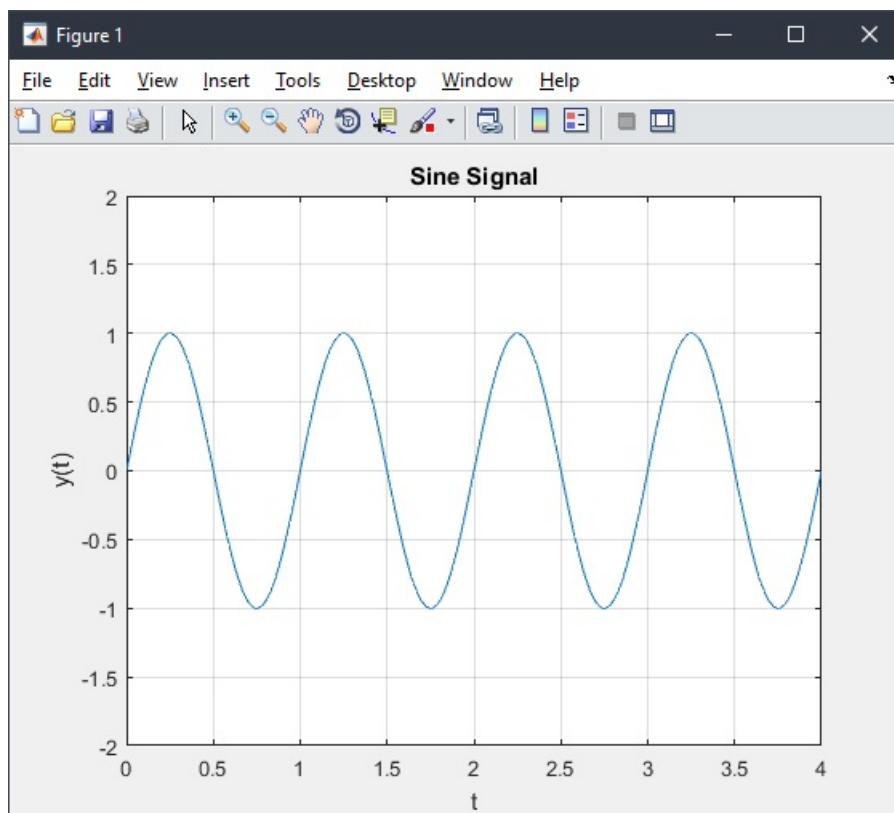 Figure 1
File Edit View Insert Tools Desktop Window Help
Sine Signal
2
1.5
1
0.5
0
-0.5
-1
-1.5
-2
y(t)
0 0.5 1 1.5 2 2.5 3 3.5 4
t